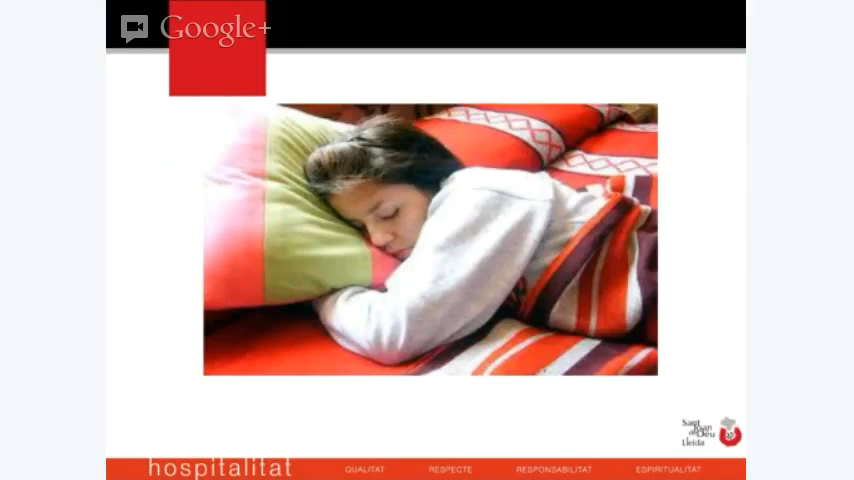 Google+
Sant
Joan
de Déu
Lleida
hospitalitat QUALITAT RESPECTE RESPONSABILITAT ESPIRITUALITAT